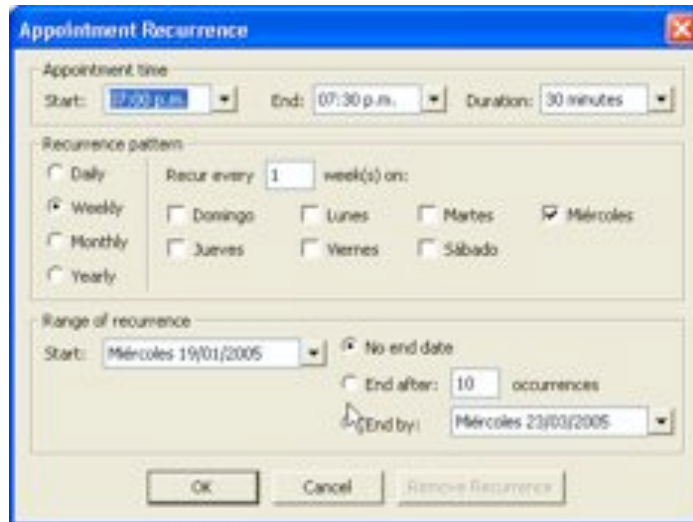 Appointment Recurrence
Appointment time
Start: 07:00 p.m. End: 07:30 p.m. Duration: 30 minutes
Recurrence pattern
Daily Recur every 1 week(s) on:
Weekly Domingo Lunes Martes Miércoles
Monthly Jueves Viernes Sábado
Yearly
Range of recurrence
Start: Miércoles 19/01/2005 No end date
End after: 10 occurrences
End by: Miércoles 23/03/2005
OK Cancel Remove Recurrence